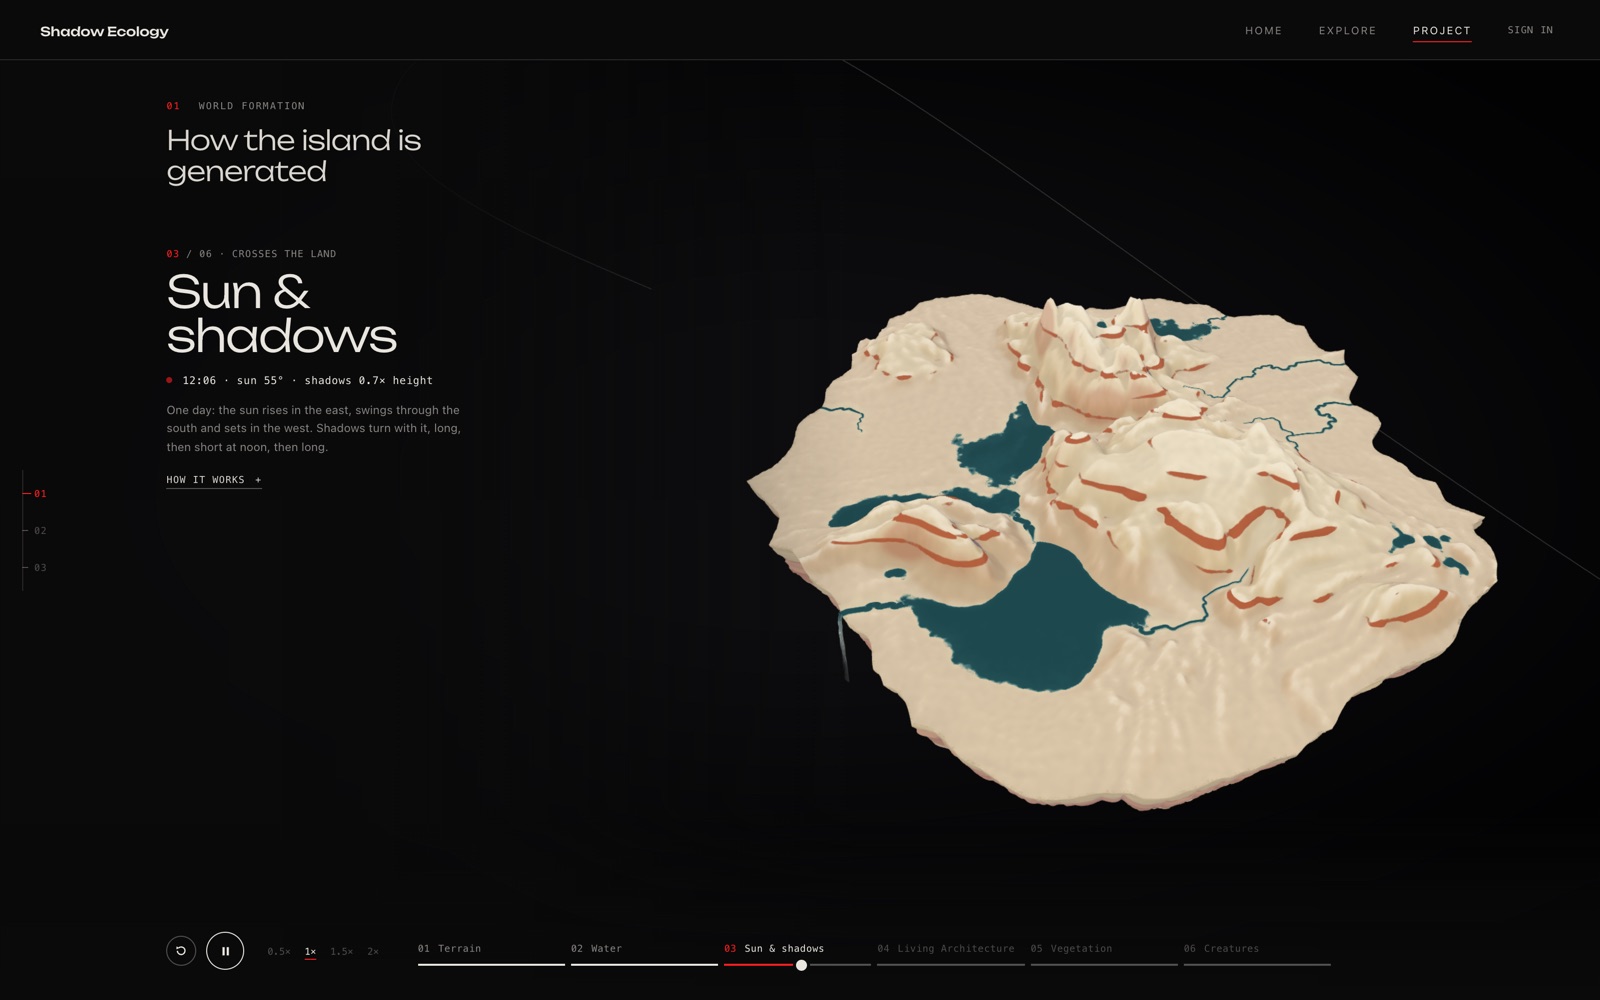 Shadow Ecology
HOME EXPLORE PROJECT SIGN IN
01 WORLD FORMATION
How the island is
generated
03 / 06 · CROSSES THE LAND
Sun &
shadows
12:06 · sun 55° · shadows 0.7× height
One day: the sun rises in the east, swings through the
south and sets in the west. Shadows turn with it, long,
then short at noon, then long.
HOW IT WORKS +
01
02
03
0.5× 1× 1.5× 2×
01 Terrain 02 Water 03 Sun & shadows 04 Living Architecture 05 Vegetation 06 Creatures